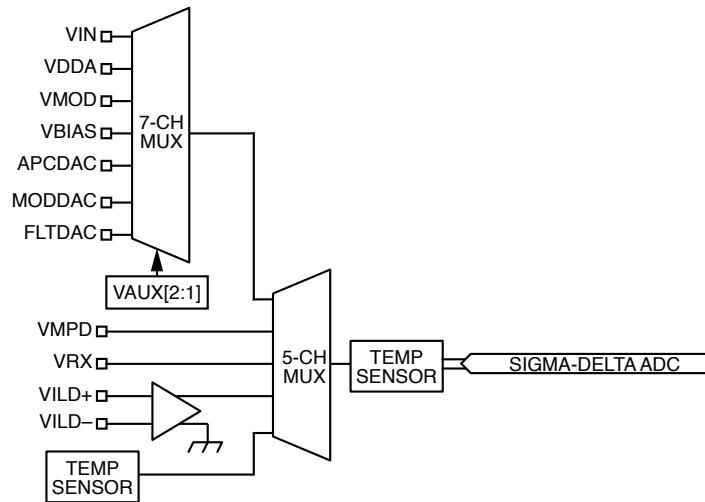 VIN
VDDA
VMOD
VBIAS
APCDAC
MODDAC
FLTDAC
7-CH
MUX
VAUX[2:1]
VMPD
VRX
VILD+
VILD–
TEMP
SENSOR
5-CH
MUX
TEMP
SENSOR
SIGMA-DELTA ADC